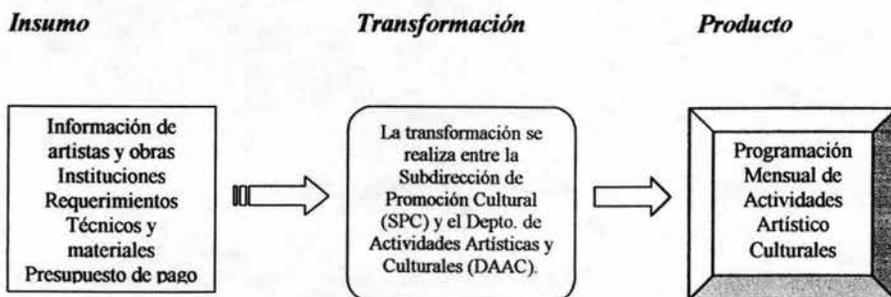 Insumo
Transformación
Producto
Información de
artistas y obras
Instituciones
Requerimientos
Técnicos y
materiales
Presupuesto de pago
La transformación se
realiza entre la
Subdirección de
Promoción Cultural
(SPC) y el Depto. de
Actividades Artísticas y
Culturales (DAAC).
Programación
Mensual de
Actividades
Artístico
Culturales